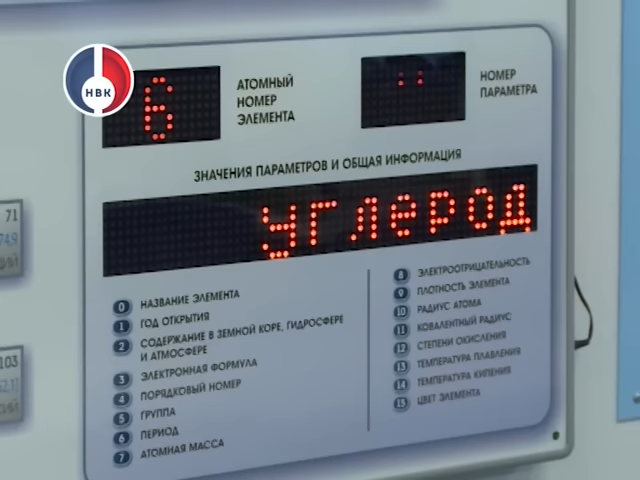 НВК
6
АТОМНЫЙ
НОМЕР
ЭЛЕМЕНТА
НОМЕР
ПАРАМЕТРА
ЗНАЧЕНИЯ ПАРАМЕТРОВ И ОБЩАЯ ИНФОРМАЦИЯ
углерод
0 НАЗВАНИЕ ЭЛЕМЕНТА
1 ГОД ОТКРЫТИЯ
2 СОДЕРЖАНИЕ В ЗЕМНОЙ КОРЕ, ГИДРОСФЕРЕ
И АТМОСФЕРЕ
3 ЭЛЕКТРОННАЯ ФОРМУЛА
4 ПОРЯДКОВЫЙ НОМЕР
5 ГРУППА
6 ПЕРИОД
7 АТОМНАЯ МАССА
8 ЭЛЕКТРООТРИЦАТЕЛЬНОСТЬ
9 ПЛОТНОСТЬ ЭЛЕМЕНТА
10 РАДИУС АТОМА
11 КОВАЛЕНТНЫЙ РАДИУС
12 СТЕПЕНИ ОКИСЛЕНИЯ
13 ТЕМПЕРАТУРА ПЛАВЛЕНИЯ
14 ТЕМПЕРАТУРА КИПЕНИЯ
15 ЦВЕТ ЭЛЕМЕНТА
71
103